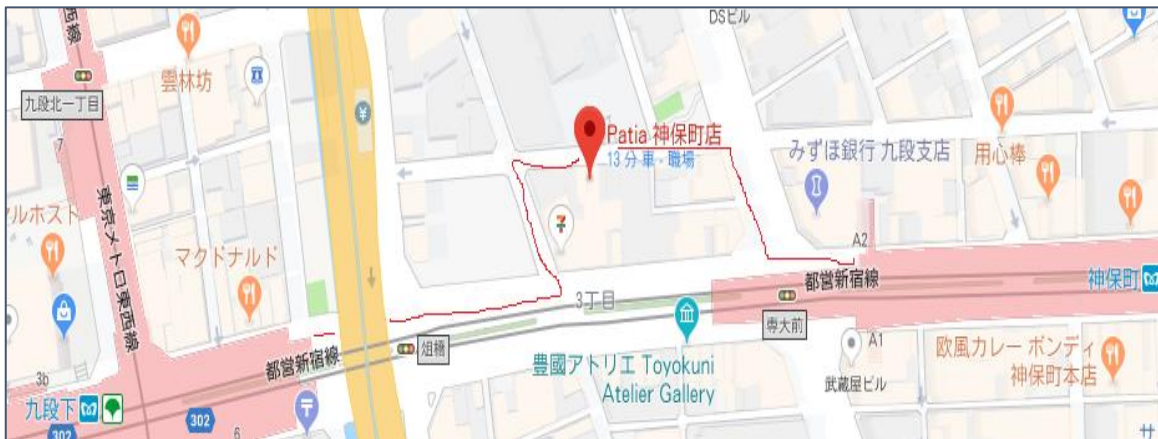 西線
DSビル
雲林坊
九段北一丁目
7
Patia 神保町店
13 分 車・職場
みずほ銀行 九段支店
用心棒
ルホスト
東京メトロ東西線
マクドナルド
A2
都営新宿線
神保町
3丁目
専大前
俎橋
都営新宿線
豊國アトリエ Toyokuni
Atelier Gallery
A1
武蔵屋ビル
欧風カレー ボンディ
神保町本店
3b
九段下
302
302
6
サ